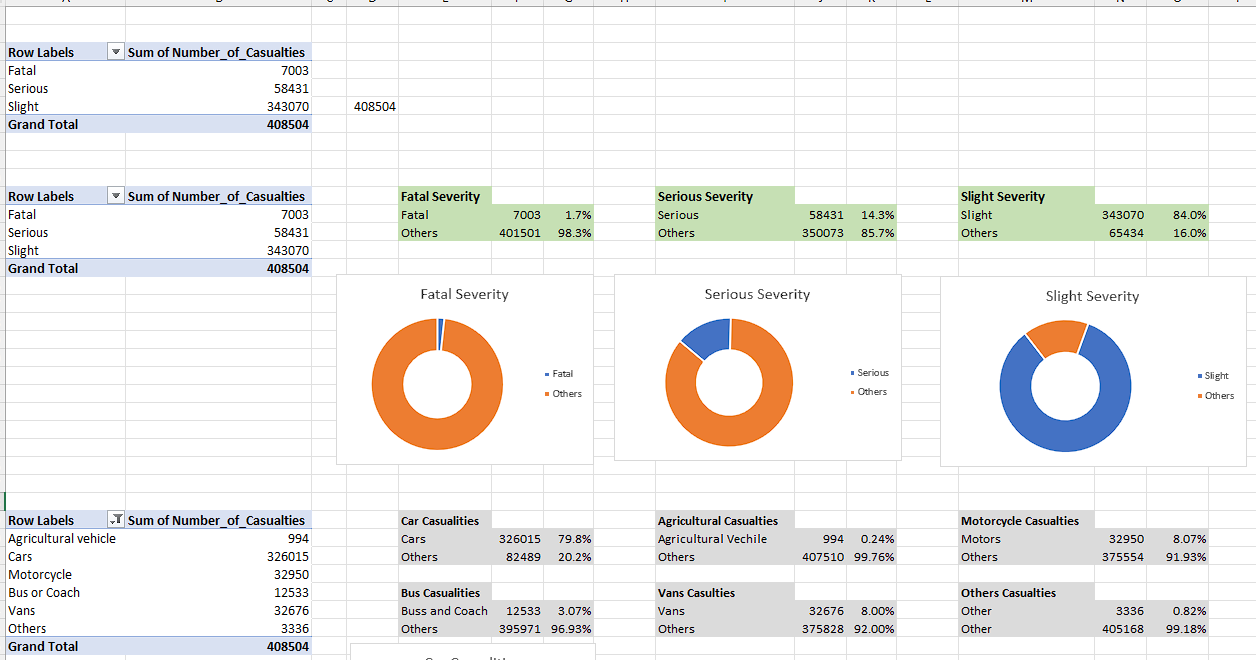 Row Labels Sum of Number_of_Casualties
Fatal 7003
Serious 58431
Slight 343070 408504
Grand Total 408504
Row Labels Sum of Number_of_Casualties Fatal Severity Serious Severity Slight Severity
Fatal 7003 Fatal 7003 1.7% Serious 58431 14.3% Slight 343070 84.0%
Serious 58431 Others 401501 98.3% Others 350073 85.7% Others 65434 16.0%
Slight 343070
Grand Total 408504
Fatal Severity
Fatal
Others
Serious Severity
Serious
Others
Slight Severity
Slight
Others
Row Labels Sum of Number_of_Casualties Car Casualities Agricultural Casualties Motorcycle Casualties
Agricultural vehicle 994 Cars 326015 79.8% Agricultural Vechile 994 0.24% Motors 32950 8.07%
Cars 326015 Others 82489 20.2% Others 407510 99.76% Others 375554 91.93%
Motorcycle 32950
Bus or Coach 12533 Bus Casualities Vans Casulties Others Casualties
Vans 32676 Buss and Coach 12533 3.07% Vans 32676 8.00% Other 3336 0.82%
Others 3336 Others 395971 96.93% Others 375828 92.00% Other 405168 99.18%
Grand Total 408504